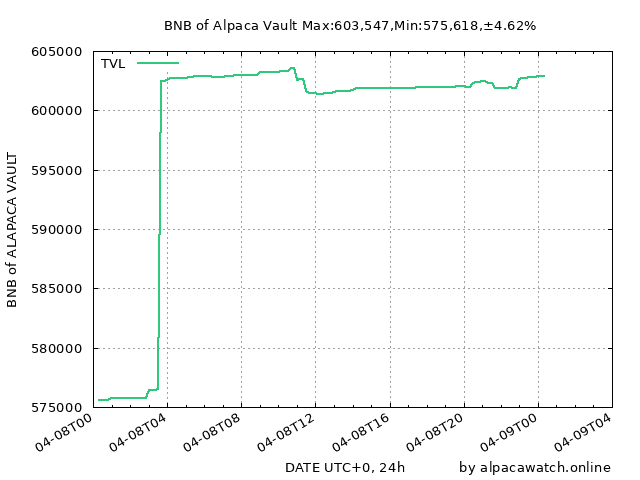 BNB of Alpaca Vault Max:603,547,Min:575,618,±4.62%
TVL
605000
600000
595000
590000
585000
580000
575000
BNB of ALAPACA VAULT
04-08T00
04-08T04
04-08T08
04-08T12
04-08T16
04-08T20
04-09T00
04-09T04
DATE UTC+0, 24h
by alpacawatch.online